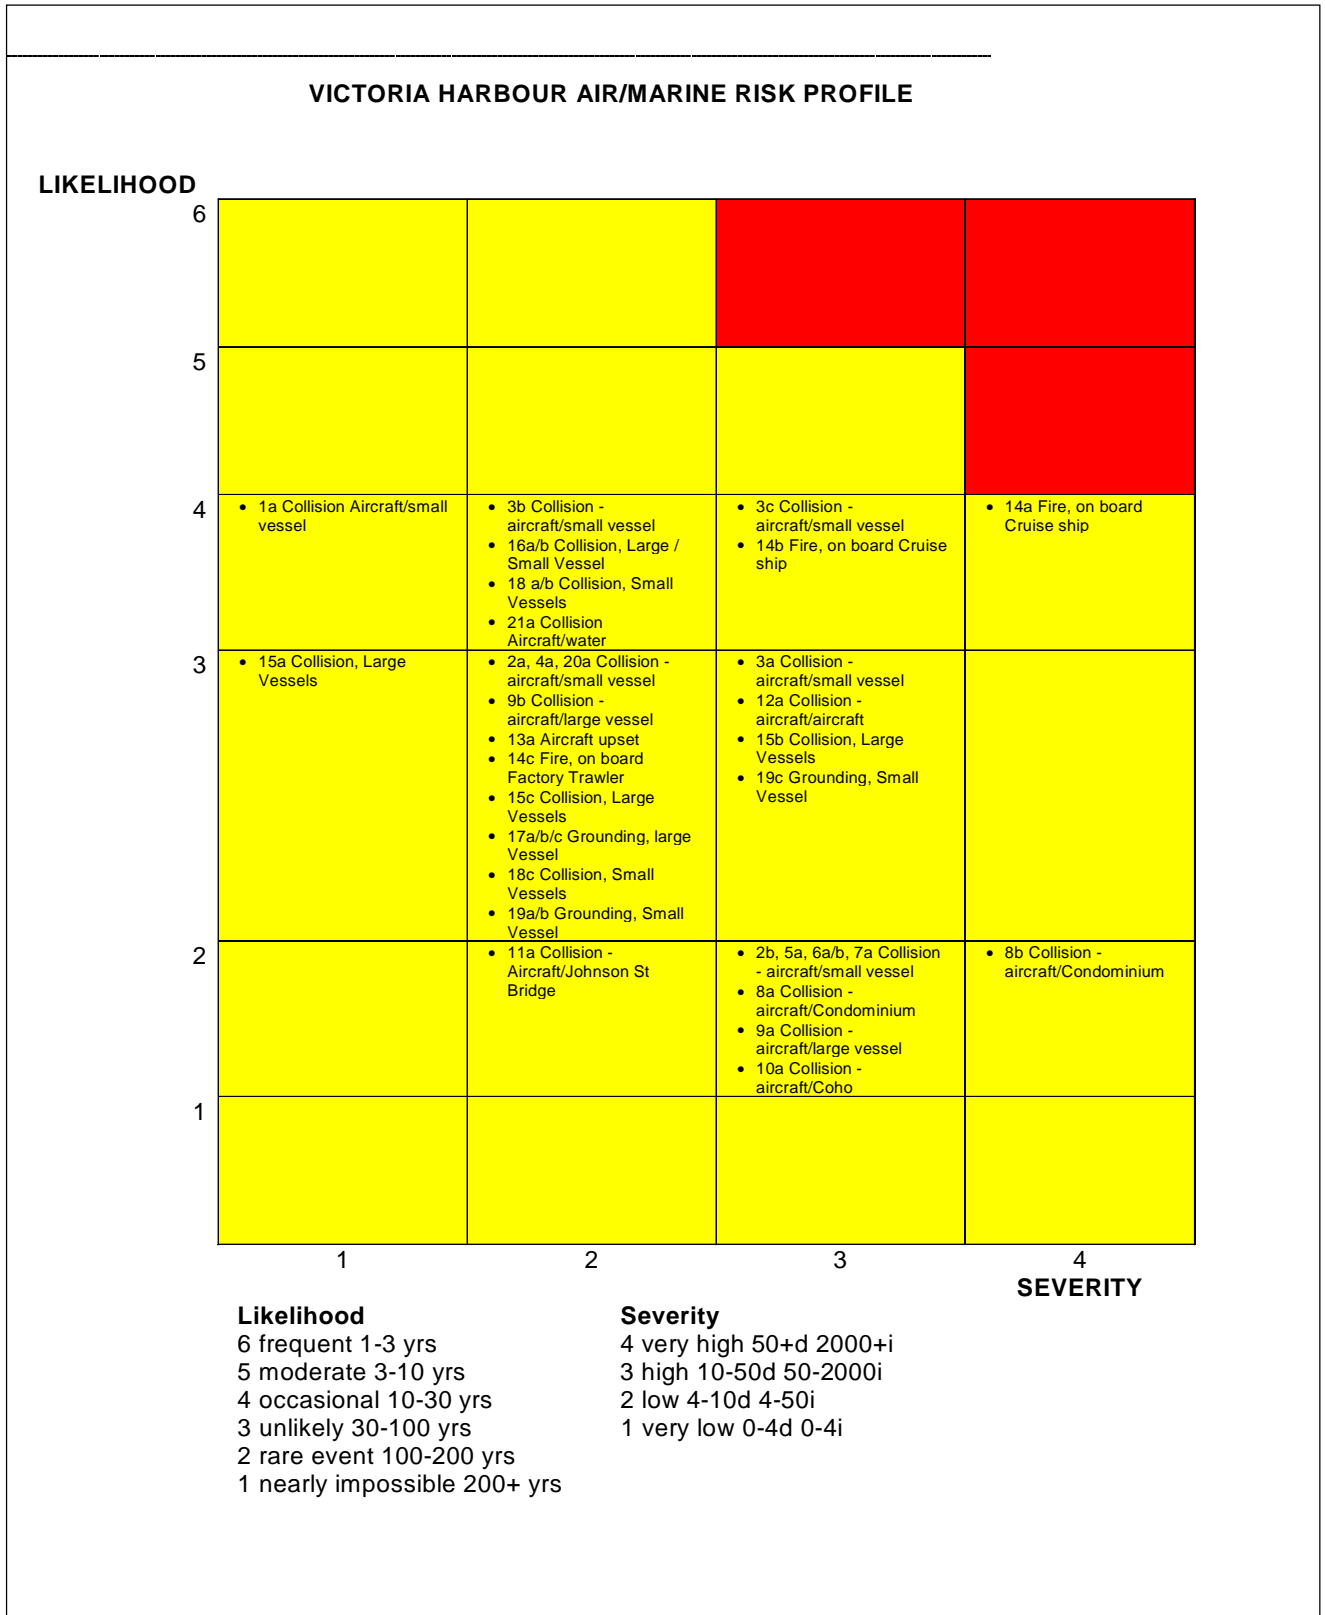 VICTORIA HARBOUR AIR/MARINE RISK PROFILE
LIKELIHOOD
6
5
4
• 1a Collision Aircraft/small
vessel
• 3b Collision -
aircraft/small vessel
• 16a/b Collision, Large /
Small Vessel
• 18 a/b Collision, Small
Vessels
• 21a Collision
Aircraft/water
• 3c Collision -
aircraft/small vessel
• 14b Fire, on board Cruise
ship
• 14a Fire, on board
Cruise ship
3
• 15a Collision, Large
Vessels
• 2a, 4a, 20a Collision -
aircraft/small vessel
• 9b Collision -
aircraft/large vessel
• 13a Aircraft upset
• 14c Fire, on board
Factory Trawler
• 15c Collision, Large
Vessels
• 17a/b/c Grounding, large
Vessel
• 18c Collision, Small
Vessels
• 19a/b Grounding, Small
Vessel
• 3a Collision -
aircraft/small vessel
• 12a Collision -
aircraft/aircraft
• 15b Collision, Large
Vessels
• 19c Grounding, Small
Vessel
2
• 11a Collision -
Aircraft/Johnson St
Bridge
• 2b, 5a, 6a/b, 7a Collision
- aircraft/small vessel
• 8a Collision -
aircraft/Condominium
• 9a Collision -
aircraft/large vessel
• 10a Collision -
aircraft/Coho
• 8b Collision -
aircraft/Condominium
1
1 2 3 4
SEVERITY
Likelihood
6 frequent 1-3 yrs
5 moderate 3-10 yrs
4 occasional 10-30 yrs
3 unlikely 30-100 yrs
2 rare event 100-200 yrs
1 nearly impossible 200+ yrs
Severity
4 very high 50+d 2000+i
3 high 10-50d 50-2000i
2 low 4-10d 4-50i
1 very low 0-4d 0-4i